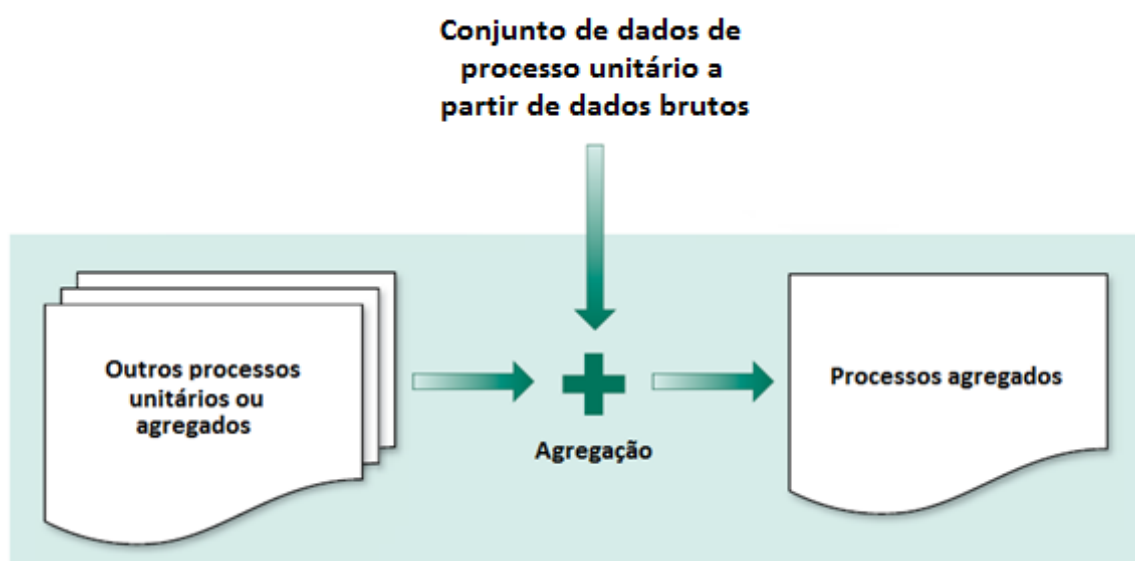 Conjunto de dados de
processo unitário a
partir de dados brutos
Outros processos
unitários ou
agregados
Agregação
Processos agregados